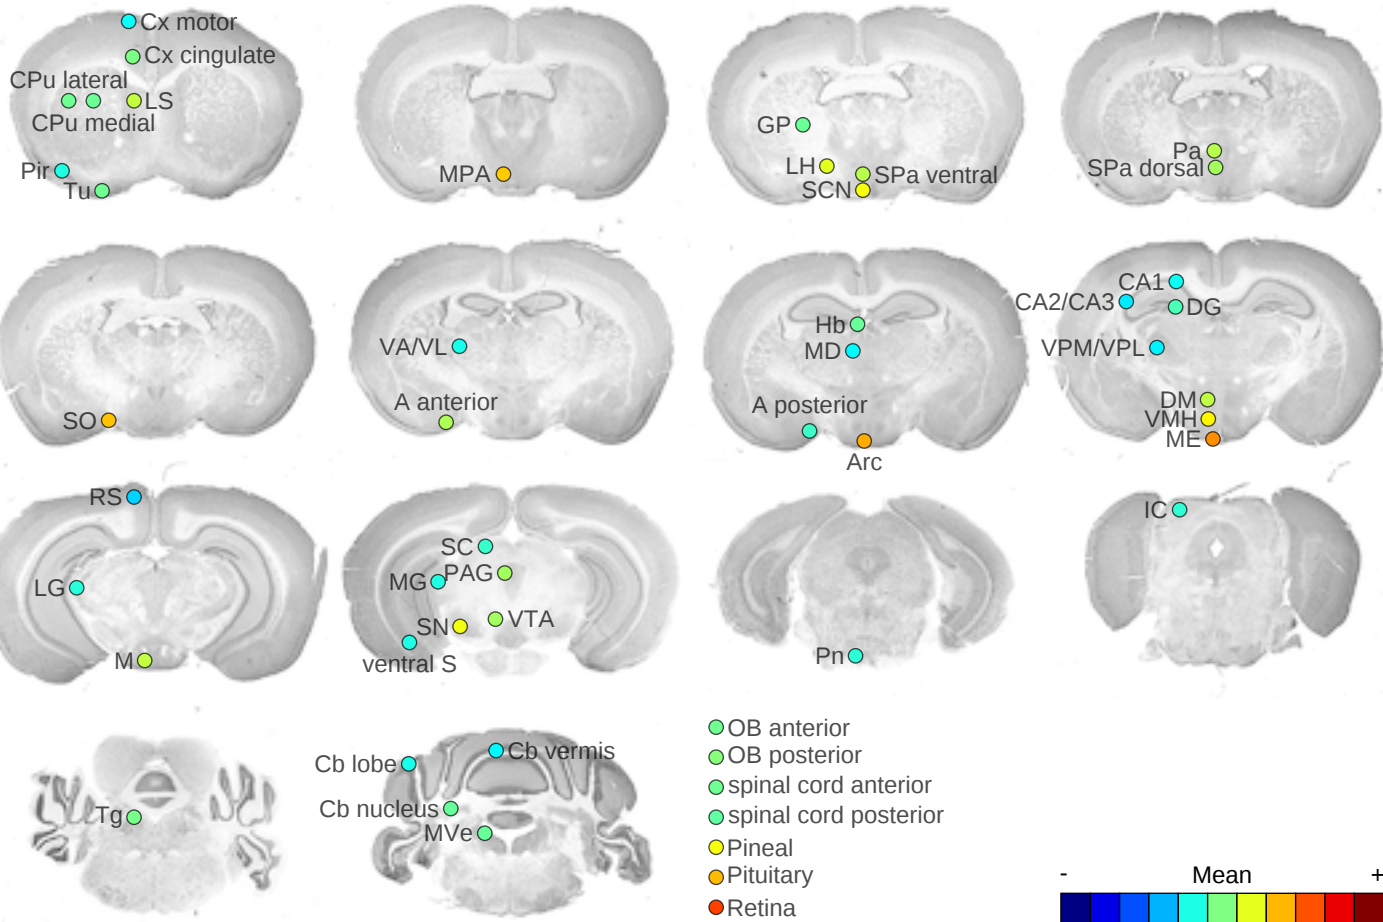 Cx motor
Cx cingulate
CPu lateral
LS
CPu medial
Pir
Tu
MPA
GP
LH
SPa ventral
SCN
Pa
SPa dorsal
SO
VA/VL
A anterior
Hb
MD
A posterior
Arc
CA1
CA2/CA3
DG
VPM/VPL
DM
VMH
ME
RS
LG
M
SC
MG
PAG
SN
VTA
ventral S
Pn
IC
Tg
Cb lobe
Cb vermis
Cb nucleus
MVe
OB anterior
OB posterior
spinal cord anterior
spinal cord posterior
Pineal
Pituitary
Retina
- Mean +